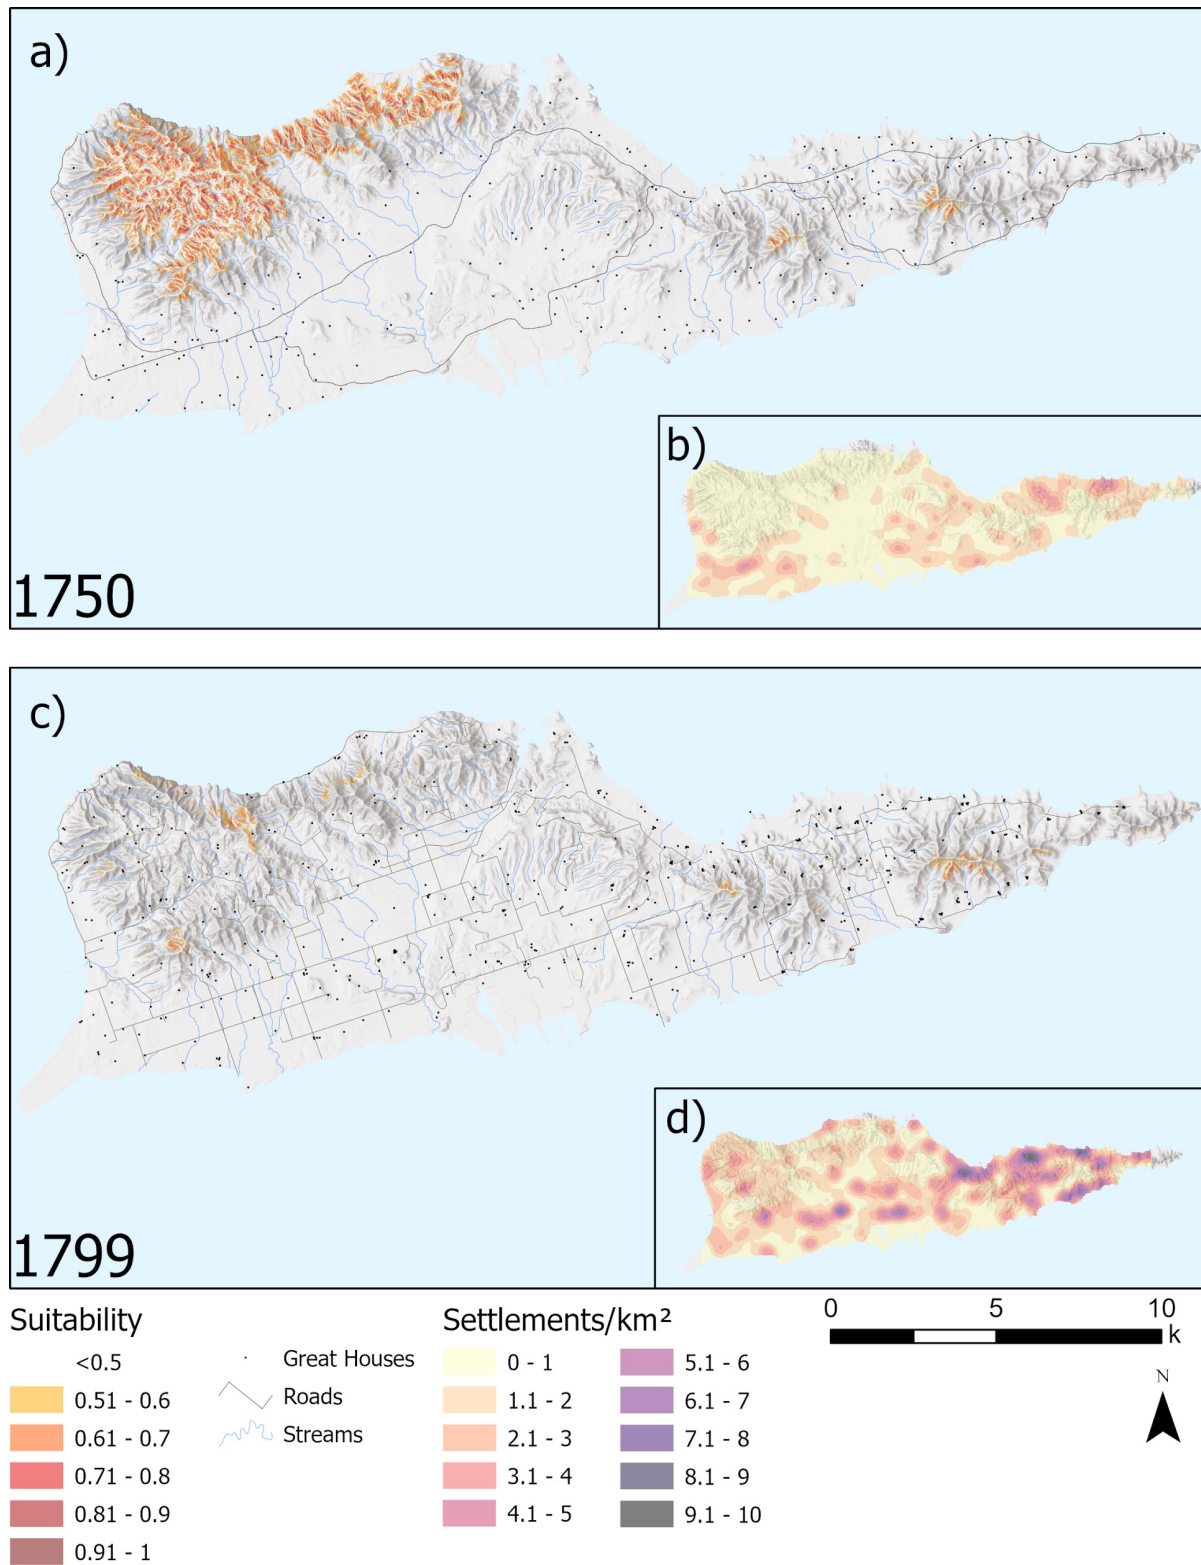 a)
b)
1750
c)
d)
1799
Suitability
<0.5
0.51 - 0.6
0.61 - 0.7
0.71 - 0.8
0.81 - 0.9
0.91 - 1
Great Houses
Roads
Streams
Settlements/km²
0 - 1
1.1 - 2
2.1 - 3
3.1 - 4
4.1 - 5
5.1 - 6
6.1 - 7
7.1 - 8
8.1 - 9
9.1 - 10
0 5 10
k
N